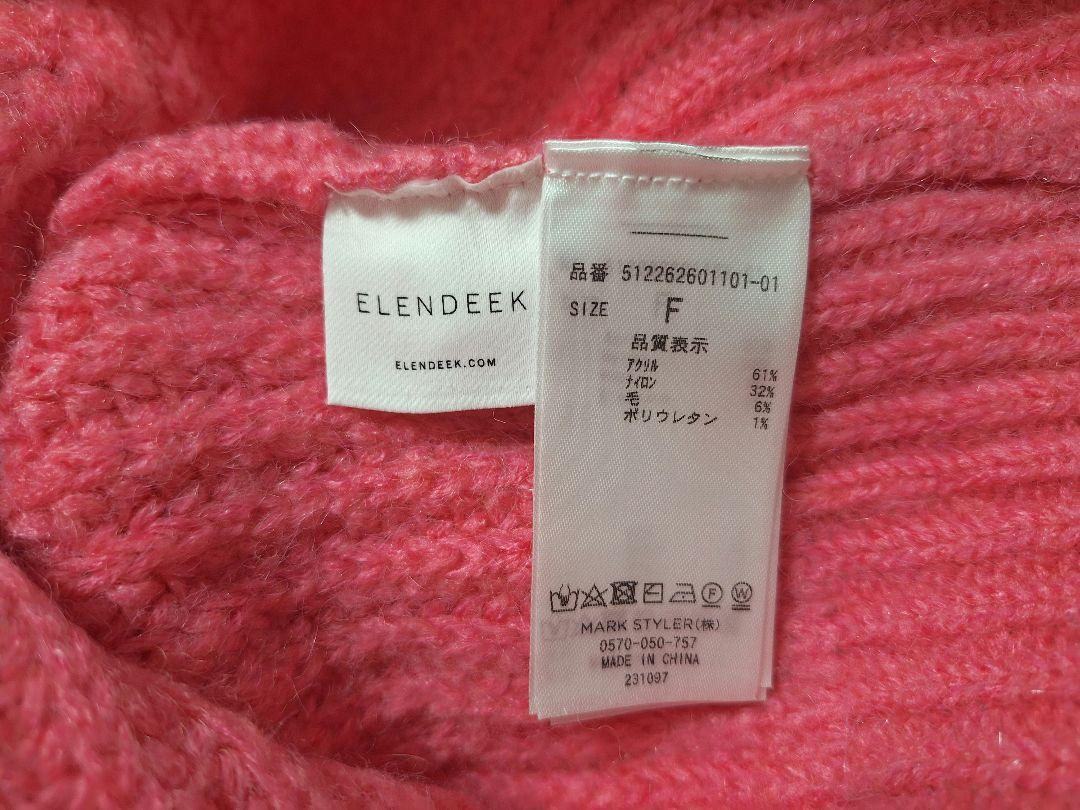 ELENDEEK
ELENDEEK.COM
品番 512262601101-01
SIZE F
品質表示
アクリル 61%
ナイロン 32%
毛 6%
ポリウレタン 1%
F W
MARK STYLER(株)
0570-050-757
MADE IN CHINA
231097